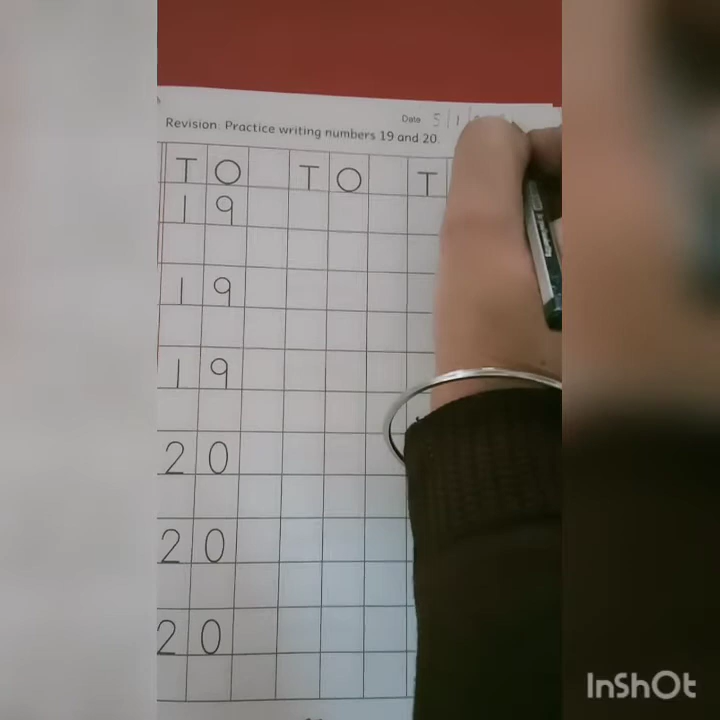 Date 5|1|
Revision: Practice writing numbers 19 and 20.
T O T O T
1 9
1 9
1 9
2 0
2 0
2 0
InShOt